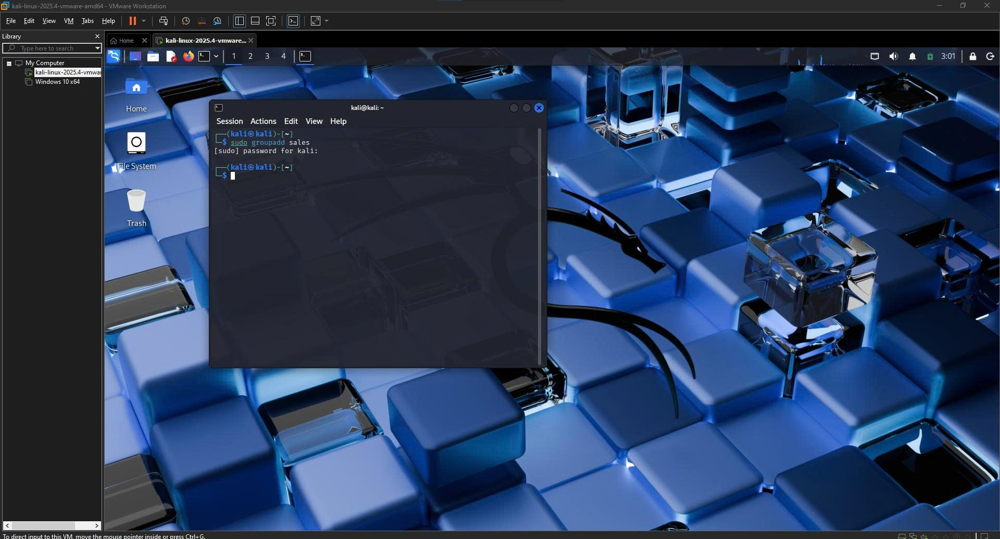 kali-linux-2025.4-vmware-amd64 - VMware Workstation
File Edit View VM Tabs Help
Library
Type here to search
My Computer
kali-linux-2025.4-vmwar
Windows 10 x64
Home
kali-linux-2025.4-vmware...
1 2 3 4
3:01
Home
File System
Trash
kali@kali: ~
Session Actions Edit View Help
┌──(kali㉿kali)-[~]
└─$ sudo groupadd sales
[sudo] password for kali:
┌──(kali㉿kali)-[~]
└─$
To direct input to this VM, move the mouse pointer inside or press Ctrl+G.